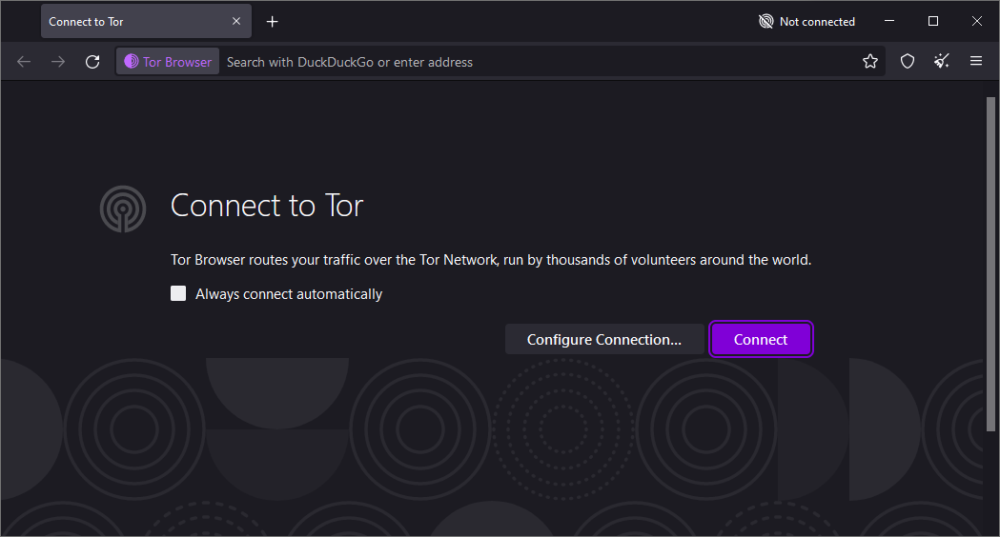 Connect to Tor
Not connected
Tor Browser
Search with DuckDuckGo or enter address
Connect to Tor
Tor Browser routes your traffic over the Tor Network, run by thousands of volunteers around the world.
Always connect automatically
Configure Connection... Connect